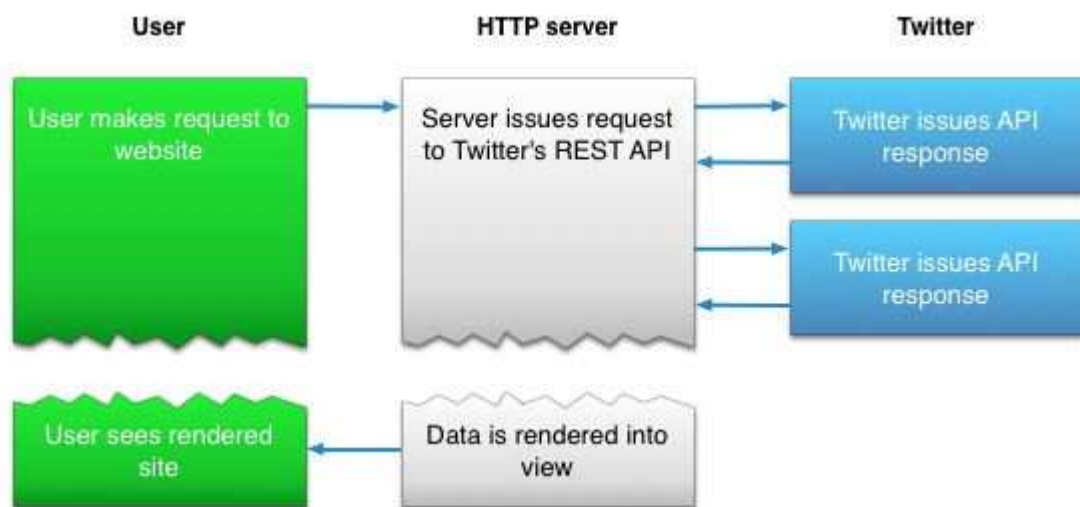 User
HTTP server
Twitter
User makes request to
website
Server issues request
to Twitter's REST API
Twitter issues API
response
Twitter issues API
response
User sees rendered
site
Data is rendered into
view